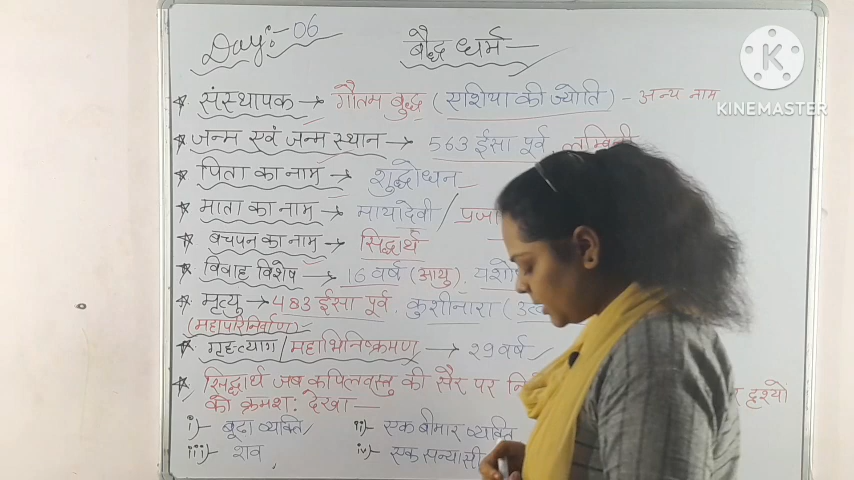 Day:- 06
बौद्ध धर्म —
KINEMASTER
★ संस्थापक → गौतम बुद्ध (एशिया की ज्योति) - अन्य नाम
★ जन्म एवं जन्म स्थान → 563 ईसा पूर्व, लुम्बिनी
★ पिता का नाम → शुद्धोधन
★ माता का नाम → मायादेवी /
★ बचपन का नाम → सिद्धार्थ
★ विवाह विशेष → 16 वर्ष (आयु),
★ मृत्यु → 483 ईसा पूर्व, कुशीनारा
(महापरिनिर्वाण)
★ गृह-त्याग / महाभिनिष्क्रमण → 29 वर्ष
★ सिद्धार्थ जब कपिलवस्तु की सैर पर दृश्यो
को क्रमश: देखा —
i)- बूढा व्यक्ति, ii)- एक बीमार व्यक्ति
iii)- शव, iv)- एक सन्यासी